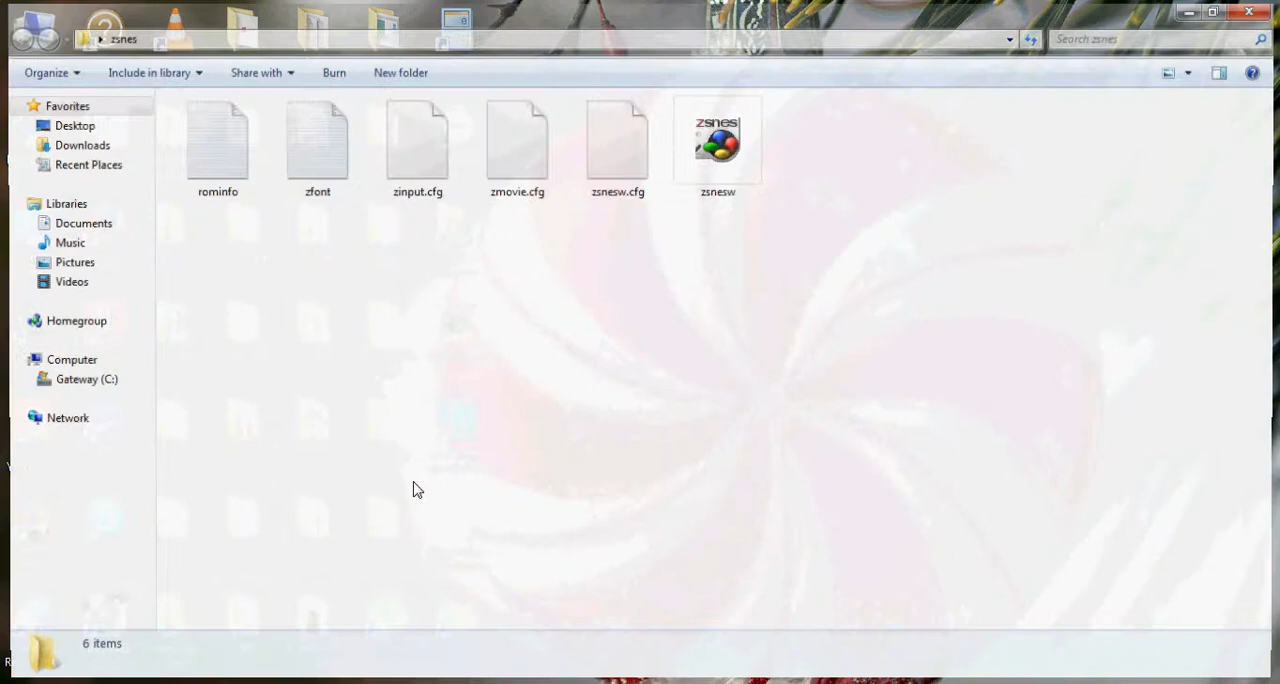 zsnes
Search zsnes
Organize
Include in library
Share with
Burn
New folder
Favorites
Desktop
Downloads
Recent Places
Libraries
Documents
Music
Pictures
Videos
Homegroup
Computer
Gateway (C:)
Network
rominfo
zfont
zinput.cfg
zmovie.cfg
zsnesw.cfg
zsnes
zsnesw
6 items